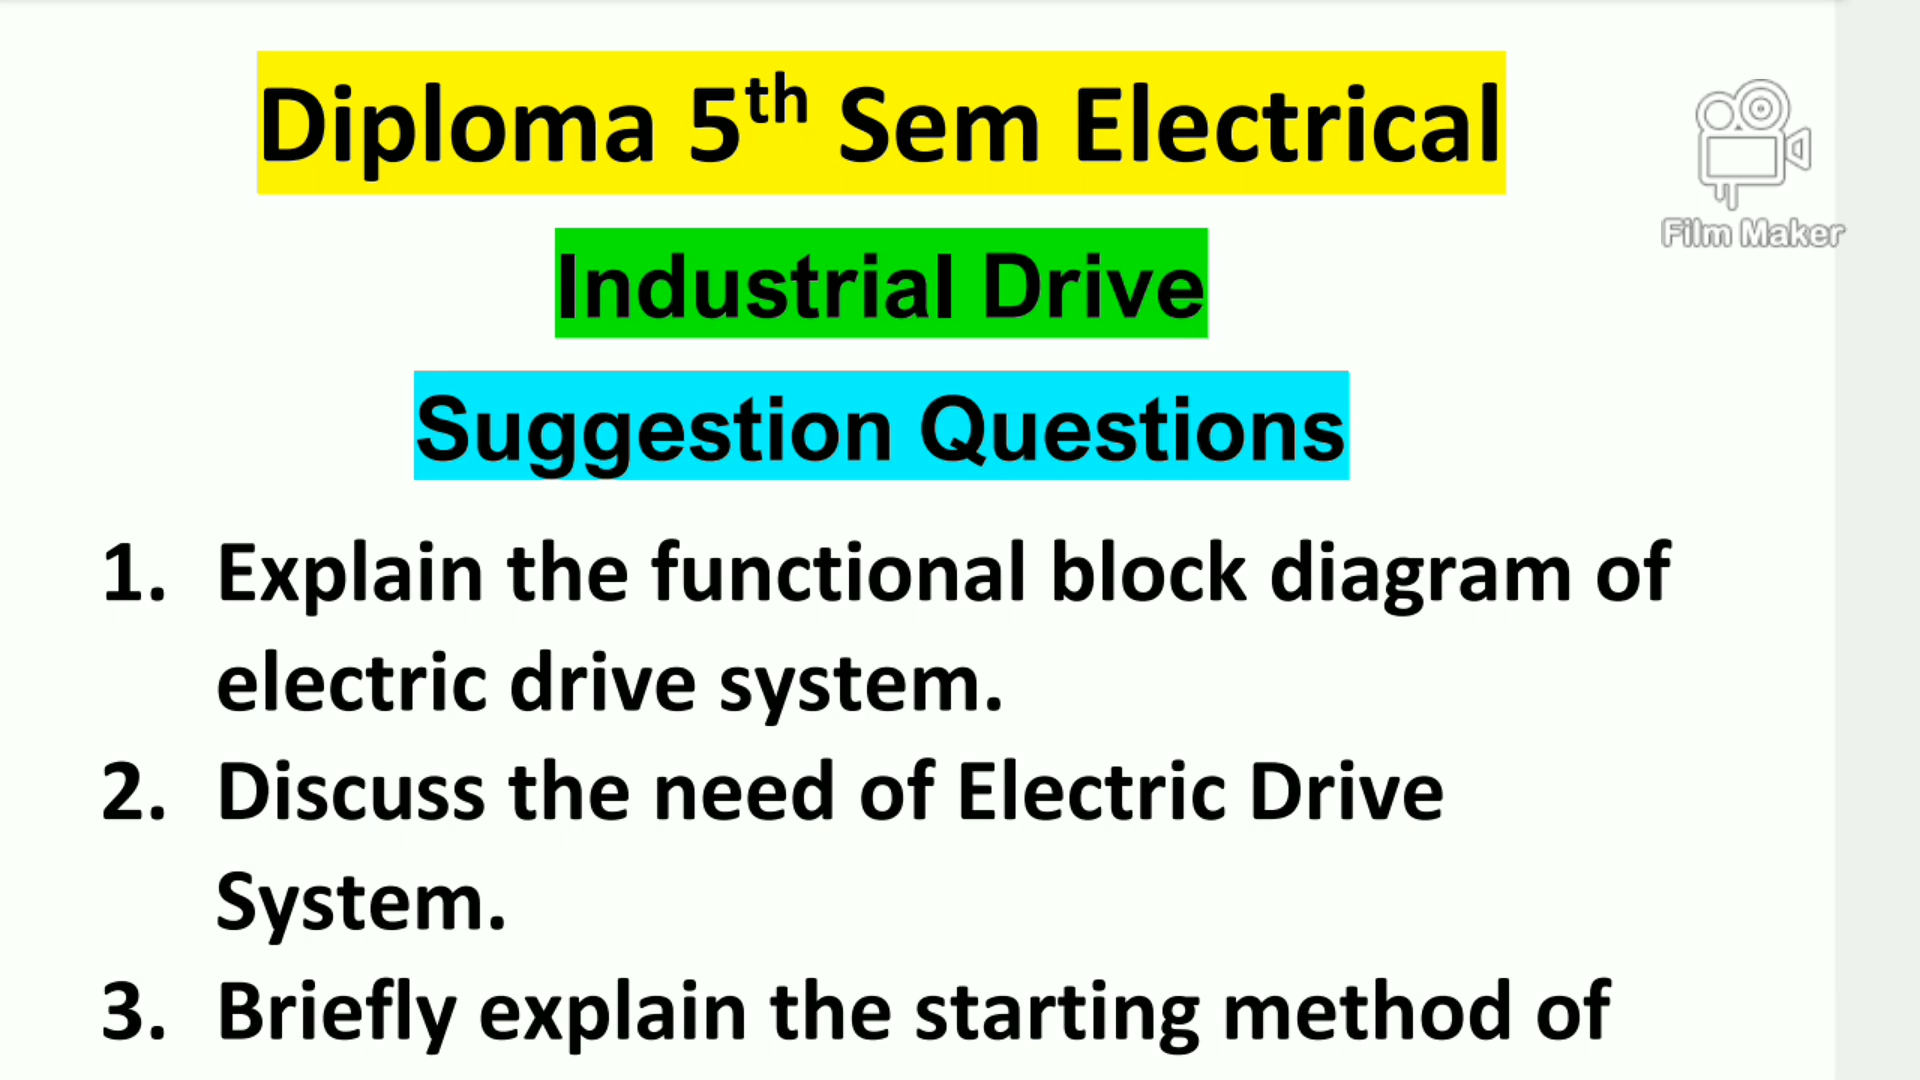 Diploma 5th Sem Electrical
Film Maker
Industrial Drive
Suggestion Questions
1. Explain the functional block diagram of
electric drive system.
2. Discuss the need of Electric Drive
System.
3. Briefly explain the starting method of